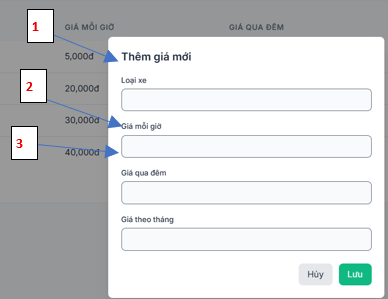 1
GIÁ MỖI GIỜ GIÁ QUA ĐÊM
5,000đ
Thêm giá mới
Loại xe
2
20,000đ
30,000đ
Giá mỗi giờ
3
40,000đ
Giá qua đêm
Giá theo tháng
Hủy Lưu